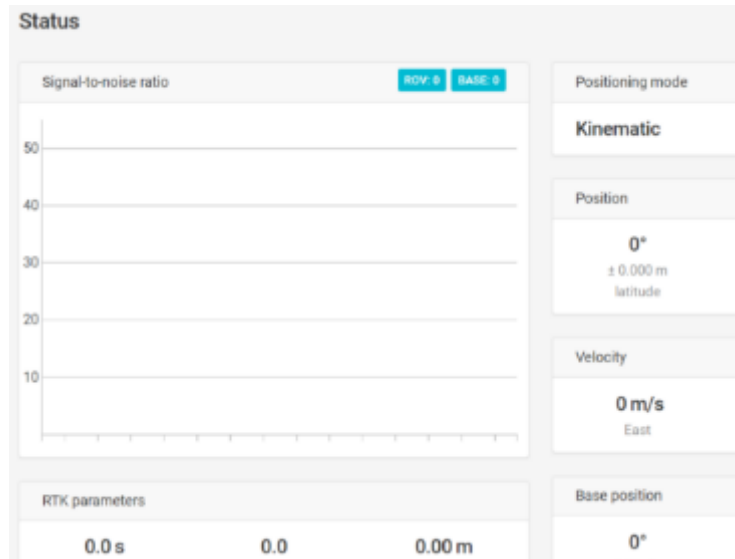 Status
Signal-to-noise ratio
ROV: 0 BASE: 0
50
40
30
20
10
RTK parameters
0.0 s 0.0 0.00 m
Positioning mode
Kinematic
Position
0°
± 0.000 m
latitude
Velocity
0 m/s
East
Base position
0°